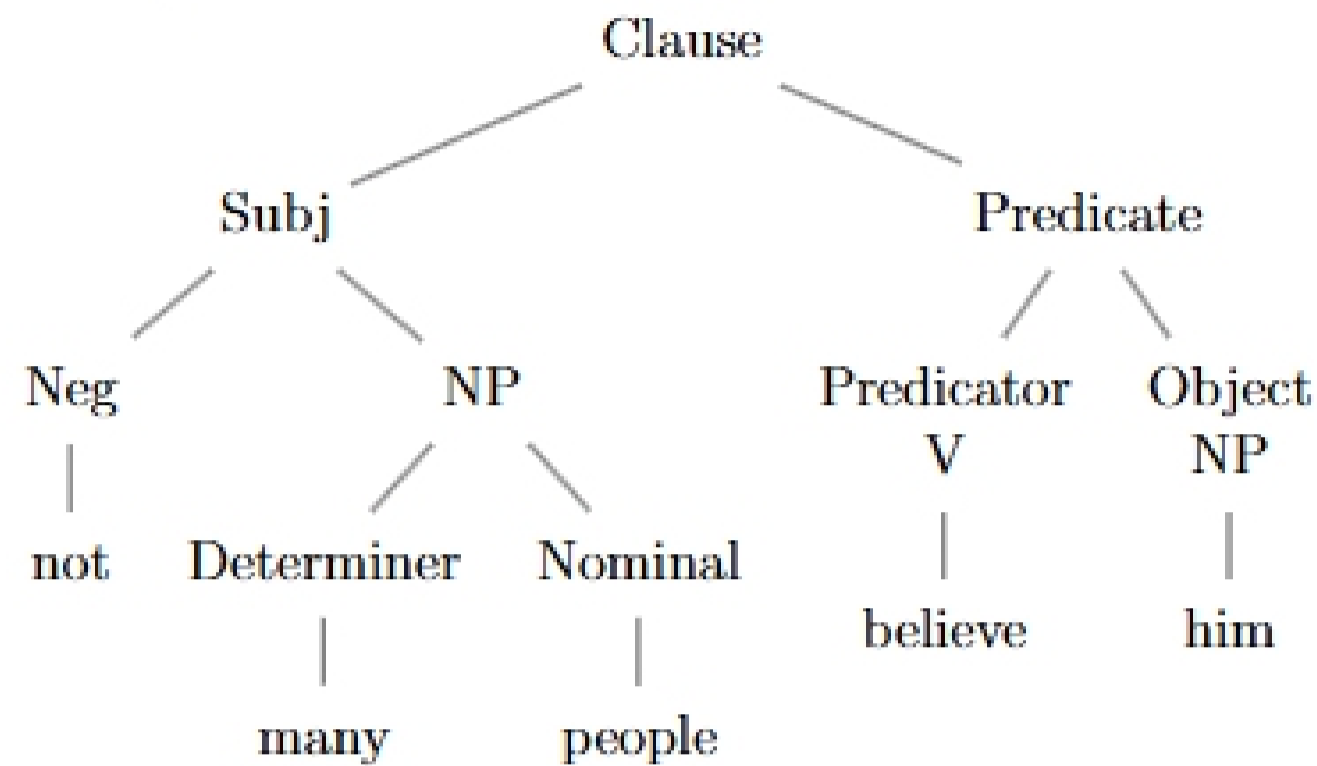 Clause
Subj Predicate
Neg NP Predicator Object
V NP
not Determiner Nominal
believe him
many people